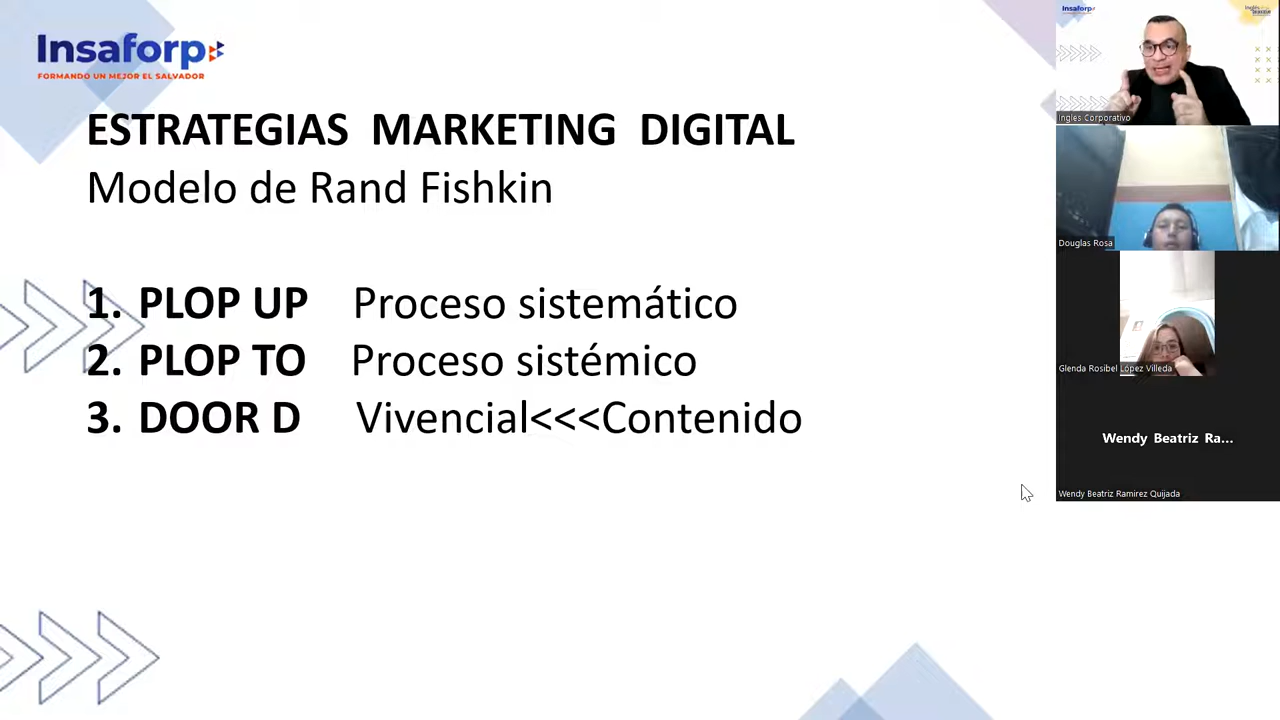 Insaforp
FORMANDO UN MEJOR EL SALVADOR
ESTRATEGIAS MARKETING DIGITAL
Modelo de Rand Fishkin
1. PLOP UP Proceso sistemático
2. PLOP TO Proceso sistémico
3. DOOR D Vivencial<<<Contenido
Insaforp
Ingles Corporativo
Douglas Rosa
Glenda Rosibel López Villeda
Wendy Beatriz Ra...
Wendy Beatriz Ramirez Quijada